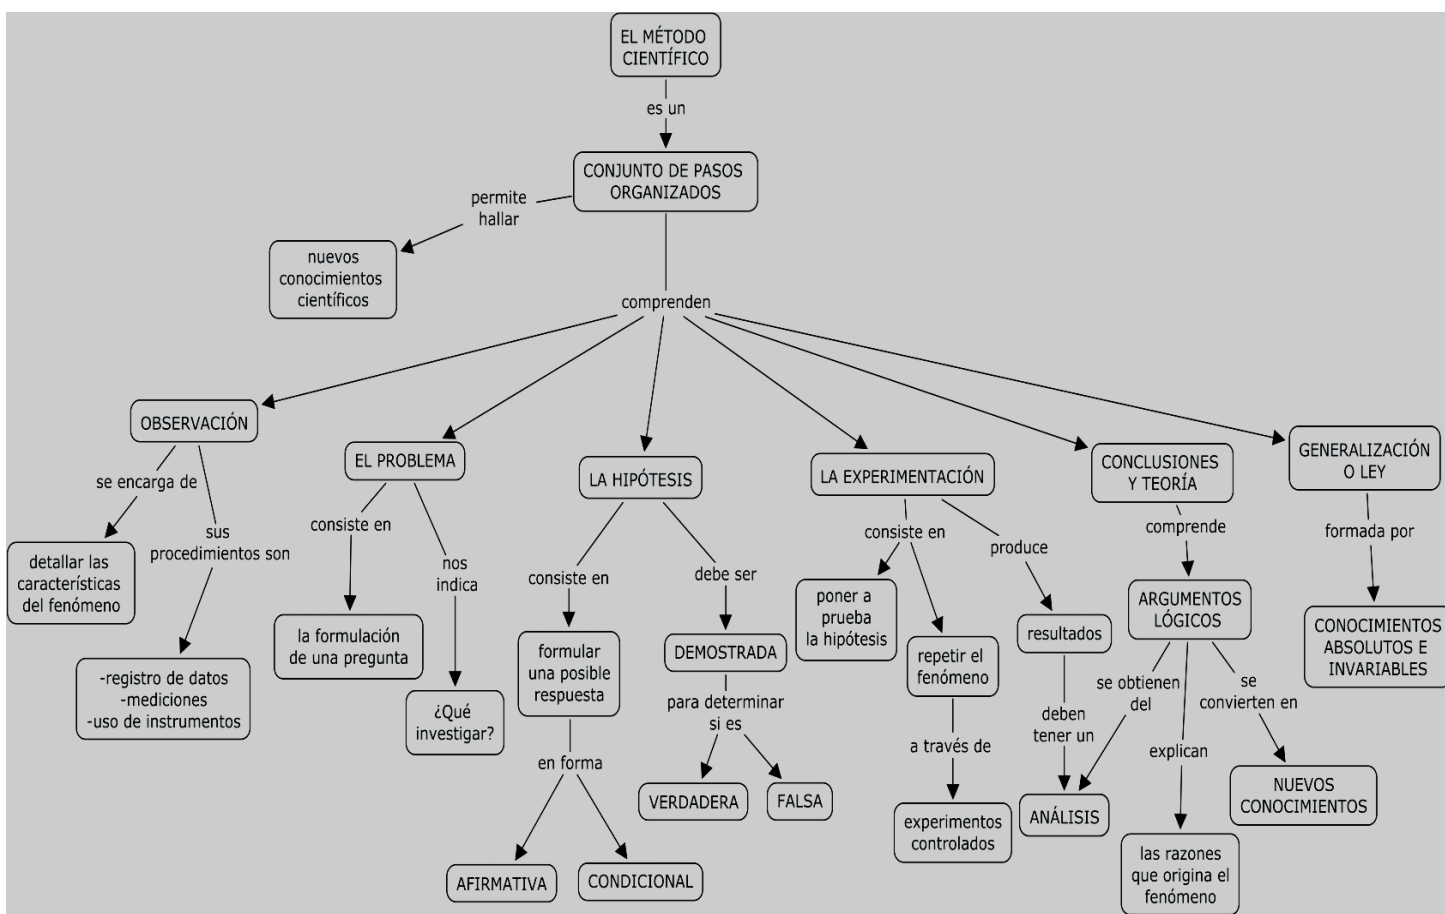 EL MÉTODO
CIENTÍFICO
es un
CONJUNTO DE PASOS
ORGANIZADOS
permite
hallar
nuevos
conocimientos
científicos
comprenden
OBSERVACIÓN
se encarga de
detallar las
características
del fenómeno
sus
procedimientos son
-registro de datos
-mediciones
-uso de instrumentos
EL PROBLEMA
consiste en
la formulación
de una pregunta
nos
indica
¿Qué
investigar?
LA HIPÓTESIS
consiste en
formular
una posible
respuesta
en forma
AFIRMATIVA
CONDICIONAL
debe ser
DEMOSTRADA
para determinar
si es
VERDADERA
FALSA
LA EXPERIMENTACIÓN
consiste en
poner a
prueba
la hipótesis
repetir el
fenómeno
a través de
experimentos
controlados
produce
resultados
deben
tener un
ANÁLISIS
CONCLUSIONES
Y TEORÍA
comprende
ARGUMENTOS
LÓGICOS
se obtienen
del
explican
las razones
que origina el
fenómeno
se
convierten en
NUEVOS
CONOCIMIENTOS
GENERALIZACIÓN
O LEY
formada por
CONOCIMIENTOS
ABSOLUTOS E
INVARIABLES